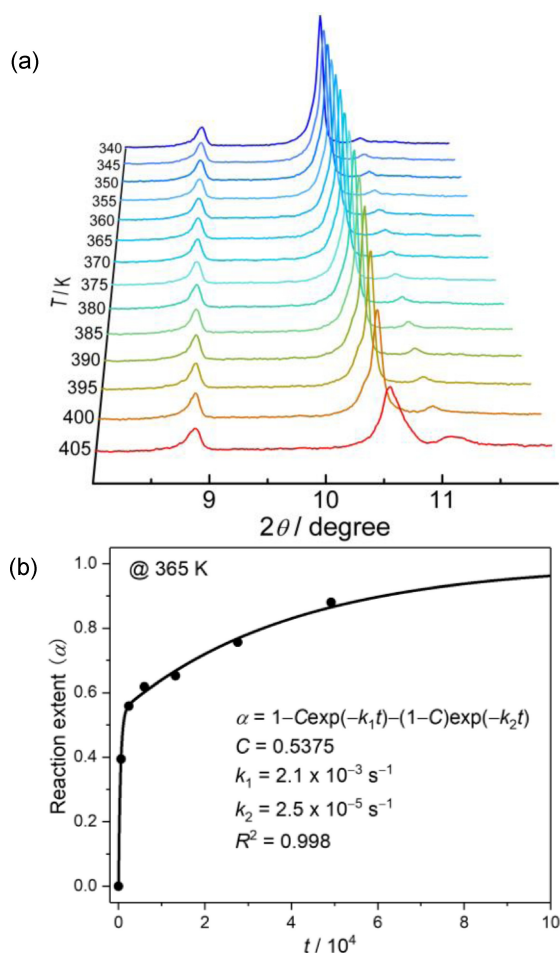 (a)
340
345
350
355
360
365
370
375
380
385
390
395
400
405
T / K
9 10 11
2θ / degree
(b)
@ 365 K
1.0
0.8
0.6
0.4
0.2
0.0
Reaction extent (α)
α = 1–Cexp(–k₁t)–(1–C)exp(–k₂t)
C = 0.5375
k₁ = 2.1 x 10⁻³ s⁻¹
k₂ = 2.5 x 10⁻⁵ s⁻¹
R² = 0.998
0 2 4 6 8 10
t / 10⁴